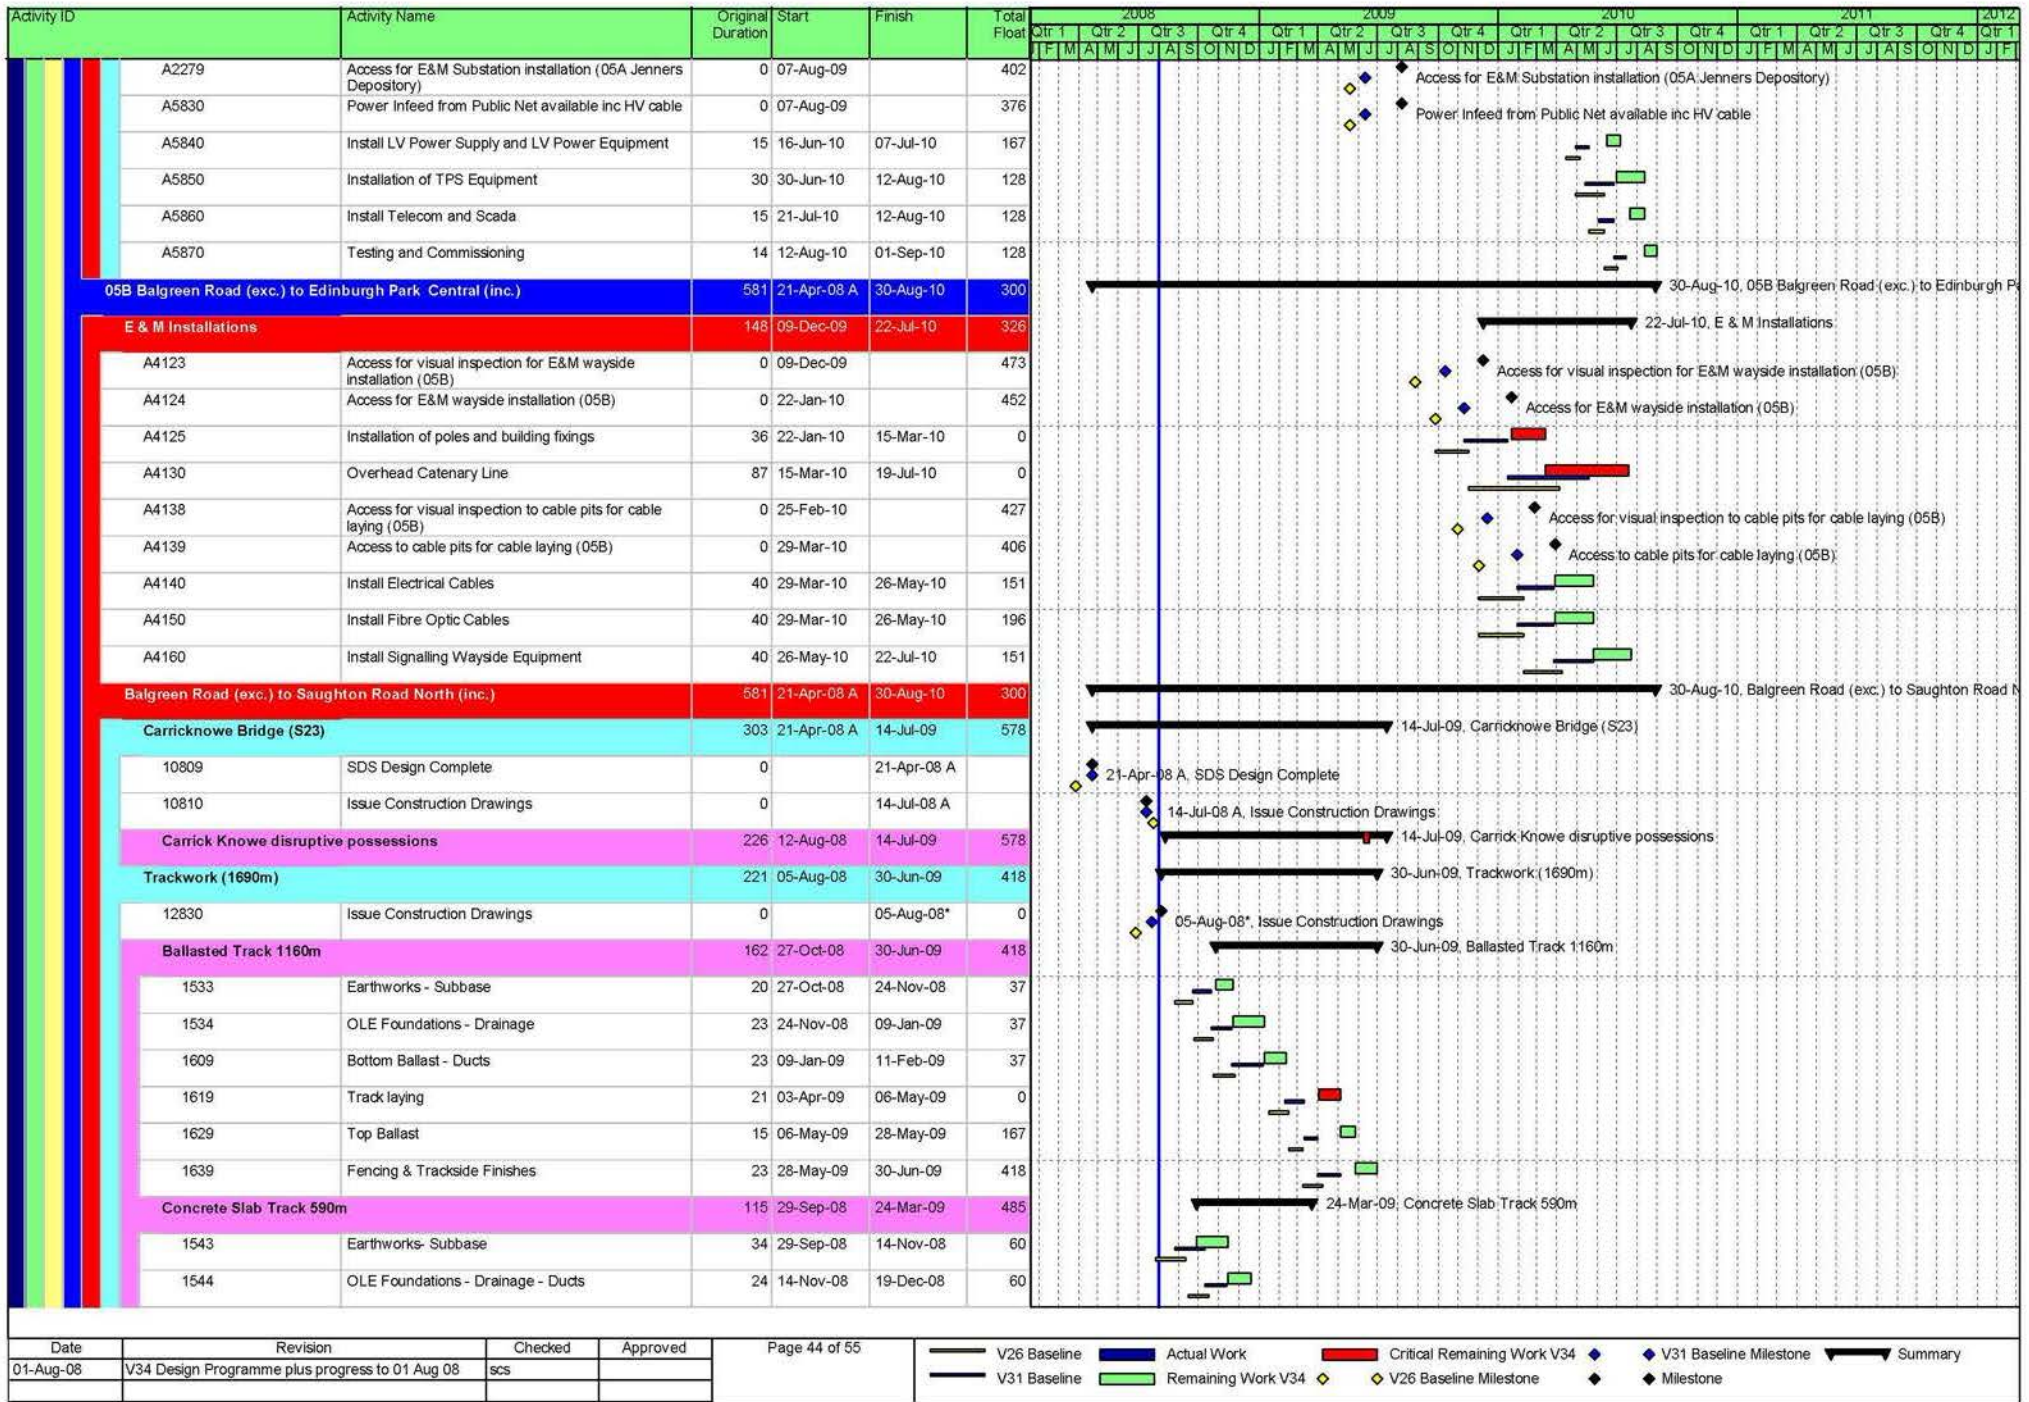 Activity ID Activity Name Original Duration Start Finish Total Float
2008 2009 2010 2011 2012
Qtr 1 Qtr 2 Qtr 3 Qtr 4 Qtr 1 Qtr 2 Qtr 3 Qtr 4 Qtr 1 Qtr 2 Qtr 3 Qtr 4 Qtr 1 Qtr 2 Qtr 3 Qtr 4 Qtr 1
F M A M J J A S O N D J F M A M J J A S O N D J F M A M J J A S O N D J F M A M J J A S O N D J F
A2279 Access for E&M Substation installation (05A Jenners Depository) 0 07-Aug-09 402 Access for E&M Substation installation (05A Jenners Depository)
A5830 Power Infeed from Public Net available inc HV cable 0 07-Aug-09 376 Power Infeed from Public Net available inc HV cable
A5840 Install LV Power Supply and LV Power Equipment 15 16-Jun-10 07-Jul-10 167
A5850 Installation of TPS Equipment 30 30-Jun-10 12-Aug-10 128
A5860 Install Telecom and Scada 15 21-Jul-10 12-Aug-10 128
A5870 Testing and Commissioning 14 12-Aug-10 01-Sep-10 128
05B Balgreen Road (exc.) to Edinburgh Park Central (inc.) 581 21-Apr-08 A 30-Aug-10 300 30-Aug-10, 05B Balgreen Road (exc.) to Edinburgh P
E & M Installations 148 09-Dec-09 22-Jul-10 326 22-Jul-10, E & M Installations
A4123 Access for visual inspection for E&M wayside installation (05B) 0 09-Dec-09 473 Access for visual inspection for E&M wayside installation (05B)
A4124 Access for E&M wayside installation (05B) 0 22-Jan-10 452 Access for E&M wayside installation (05B)
A4125 Installation of poles and building fixings 36 22-Jan-10 15-Mar-10 0
A4130 Overhead Catenary Line 87 15-Mar-10 19-Jul-10 0
A4138 Access for visual inspection to cable pits for cable laying (05B) 0 25-Feb-10 427 Access for visual inspection to cable pits for cable laying (05B)
A4139 Access to cable pits for cable laying (05B) 0 29-Mar-10 406 Access to cable pits for cable laying (05B)
A4140 Install Electrical Cables 40 29-Mar-10 26-May-10 151
A4150 Install Fibre Optic Cables 40 29-Mar-10 26-May-10 196
A4160 Install Signalling Wayside Equipment 40 26-May-10 22-Jul-10 151
Balgreen Road (exc.) to Saughton Road North (inc.) 581 21-Apr-08 A 30-Aug-10 300 30-Aug-10, Balgreen Road (exc.) to Saughton Road N
Carricknowe Bridge (S23) 303 21-Apr-08 A 14-Jul-09 578 14-Jul-09, Carricknowe Bridge (S23)
10809 SDS Design Complete 0 21-Apr-08 A 21-Apr-08 A, SDS Design Complete
10810 Issue Construction Drawings 0 14-Jul-08 A 14-Jul-08 A, Issue Construction Drawings
Carrick Knowe disruptive possessions 226 12-Aug-08 14-Jul-09 578 14-Jul-09, Carrick Knowe disruptive possessions
Trackwork (1690m) 221 05-Aug-08 30-Jun-09 418 30-Jun-09, Trackwork (1690m)
12830 Issue Construction Drawings 0 05-Aug-08* 0 05-Aug-08*, Issue Construction Drawings
Ballasted Track 1160m 162 27-Oct-08 30-Jun-09 418 30-Jun-09, Ballasted Track 1160m
1533 Earthworks - Subbase 20 27-Oct-08 24-Nov-08 37
1534 OLE Foundations - Drainage 23 24-Nov-08 09-Jan-09 37
1609 Bottom Ballast - Ducts 23 09-Jan-09 11-Feb-09 37
1619 Track laying 21 03-Apr-09 06-May-09 0
1629 Top Ballast 15 06-May-09 28-May-09 167
1639 Fencing & Trackside Finishes 23 28-May-09 30-Jun-09 418
Concrete Slab Track 590m 115 29-Sep-08 24-Mar-09 485 24-Mar-09, Concrete Slab Track 590m
1543 Earthworks- Subbase 34 29-Sep-08 14-Nov-08 60
1544 OLE Foundations - Drainage - Ducts 24 14-Nov-08 19-Dec-08 60
Date Revision Checked Approved
01-Aug-08 V34 Design Programme plus progress to 01 Aug 08 scs
Page 44 of 55
V26 Baseline Actual Work Critical Remaining Work V34 V31 Baseline Milestone Summary
V31 Baseline Remaining Work V34 V26 Baseline Milestone Milestone